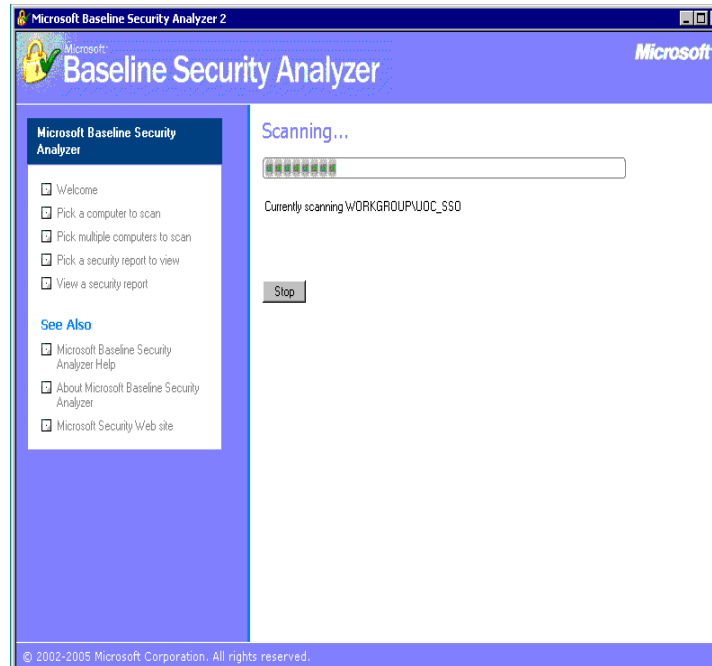 Microsoft Baseline Security Analyzer 2
Microsoft
Baseline Security Analyzer
Microsoft
Microsoft Baseline Security
Analyzer
Welcome
Pick a computer to scan
Pick multiple computers to scan
Pick a security report to view
View a security report
See Also
Microsoft Baseline Security
Analyzer Help
About Microsoft Baseline Security
Analyzer
Microsoft Security Web site
Scanning...
Currently scanning WORKGROUP\UOC_SSO
Stop
© 2002-2005 Microsoft Corporation. All rights reserved.